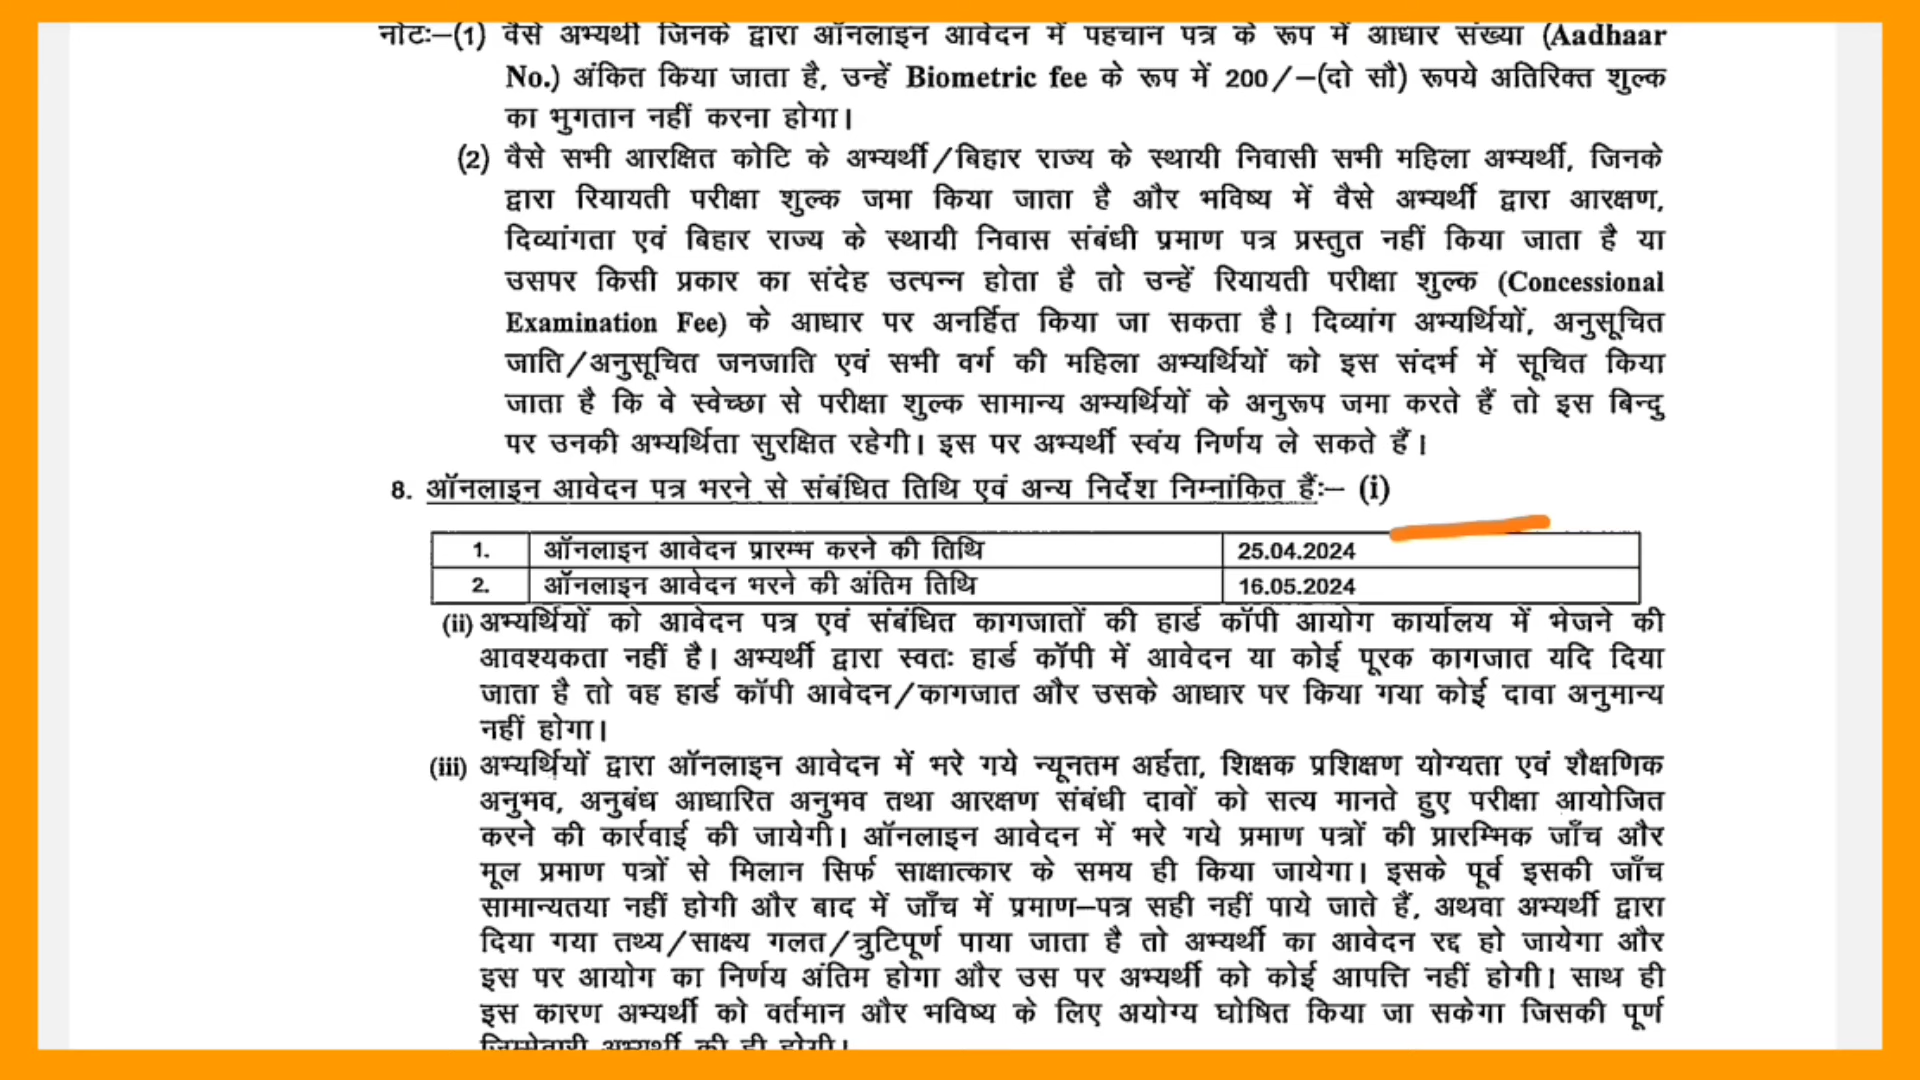 नोटः–(1) वैसे अभ्यर्थी जिनके द्वारा ऑनलाइन आवेदन में पहचान पत्र के रूप में आधार संख्या (Aadhaar
No.) अंकित किया जाता है, उन्हें Biometric fee के रूप में 200/–(दो सौ) रूपये अतिरिक्त शुल्क
का भुगतान नहीं करना होगा।
(2) वैसे सभी आरक्षित कोटि के अभ्यर्थी/बिहार राज्य के स्थायी निवासी सभी महिला अभ्यर्थी, जिनके
द्वारा रियायती परीक्षा शुल्क जमा किया जाता है और भविष्य में वैसे अभ्यर्थी द्वारा आरक्षण,
दिव्यांगता एवं बिहार राज्य के स्थायी निवास संबंधी प्रमाण पत्र प्रस्तुत नहीं किया जाता है या
उसपर किसी प्रकार का संदेह उत्पन्न होता है तो उन्हें रियायती परीक्षा शुल्क (Concessional
Examination Fee) के आधार पर अनर्हित किया जा सकता है। दिव्यांग अभ्यर्थियों, अनुसूचित
जाति/अनुसूचित जनजाति एवं सभी वर्ग की महिला अभ्यर्थियों को इस संदर्भ में सूचित किया
जाता है कि वे स्वेच्छा से परीक्षा शुल्क सामान्य अभ्यर्थियों के अनुरूप जमा करते हैं तो इस बिन्दु
पर उनकी अभ्यर्थिता सुरक्षित रहेगी। इस पर अभ्यर्थी स्वंय निर्णय ले सकते हैं।
8. ऑनलाइन आवेदन पत्र भरने से संबंधित तिथि एवं अन्य निर्देश निम्नांकित हैंः– (i)
1. ऑनलाइन आवेदन प्रारम्भ करने की तिथि 25.04.2024
2. ऑनलाइन आवेदन भरने की अंतिम तिथि 16.05.2024
(ii) अभ्यर्थियों को आवेदन पत्र एवं संबंधित कागजातों की हार्ड कॉपी आयोग कार्यालय में भेजने की
आवश्यकता नहीं है। अभ्यर्थी द्वारा स्वतः हार्ड कॉपी में आवेदन या कोई पूरक कागजात यदि दिया
जाता है तो वह हार्ड कॉपी आवेदन/कागजात और उसके आधार पर किया गया कोई दावा अनुमान्य
नहीं होगा।
(iii) अभ्यर्थियों द्वारा ऑनलाइन आवेदन में भरे गये न्यूनतम अर्हता, शिक्षक प्रशिक्षण योग्यता एवं शैक्षणिक
अनुभव, अनुबंध आधारित अनुभव तथा आरक्षण संबंधी दावों को सत्य मानते हुए परीक्षा आयोजित
करने की कार्रवाई की जायेगी। ऑनलाइन आवेदन में भरे गये प्रमाण पत्रों की प्रारम्मिक जाँच और
मूल प्रमाण पत्रों से मिलान सिर्फ साक्षात्कार के समय ही किया जायेगा। इसके पूर्व इसकी जाँच
सामान्यतया नहीं होगी और बाद में जाँच में प्रमाण–पत्र सही नहीं पाये जाते हैं, अथवा अभ्यर्थी द्वारा
दिया गया तथ्य/साक्ष्य गलत/त्रुटिपूर्ण पाया जाता है तो अभ्यर्थी का आवेदन रद्द हो जायेगा और
इस पर आयोग का निर्णय अंतिम होगा और उस पर अभ्यर्थी को कोई आपत्ति नहीं होगी। साथ ही
इस कारण अभ्यर्थी को वर्तमान और भविष्य के लिए अयोग्य घोषित किया जा सकेगा जिसकी पूर्ण
जिम्मेवारी अभ्यर्थी की ही होगी।